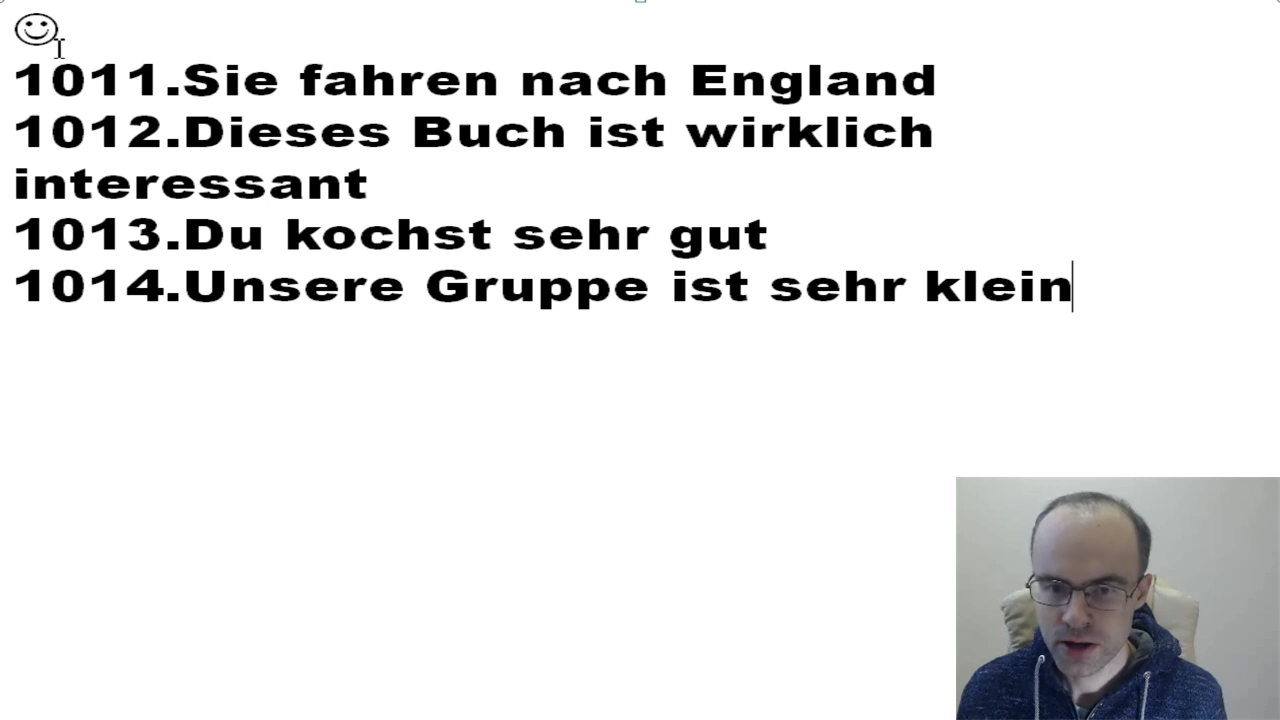 1011.Sie fahren nach England
1012.Dieses Buch ist wirklich
interessant
1013.Du kochst sehr gut
1014.Unsere Gruppe ist sehr klein